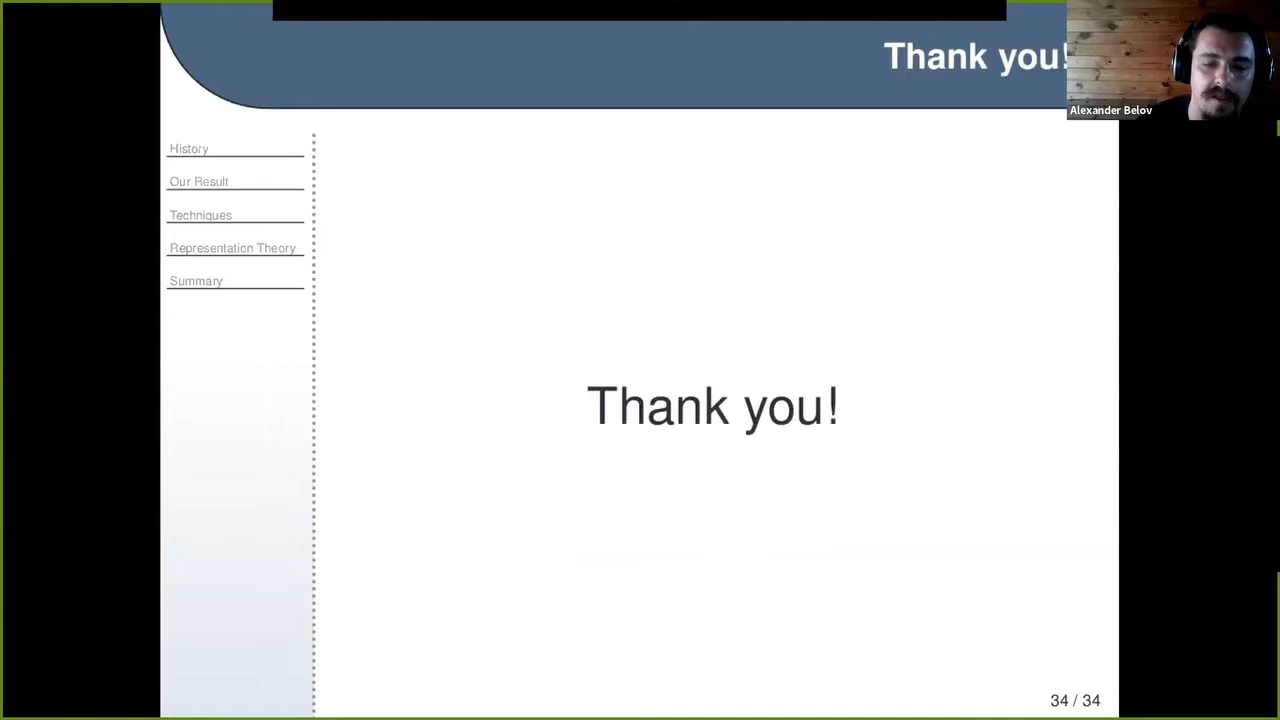 Thank you!
Alexander Belov
History
Our Result
Techniques
Representation Theory
Summary
Thank you!
34 / 34